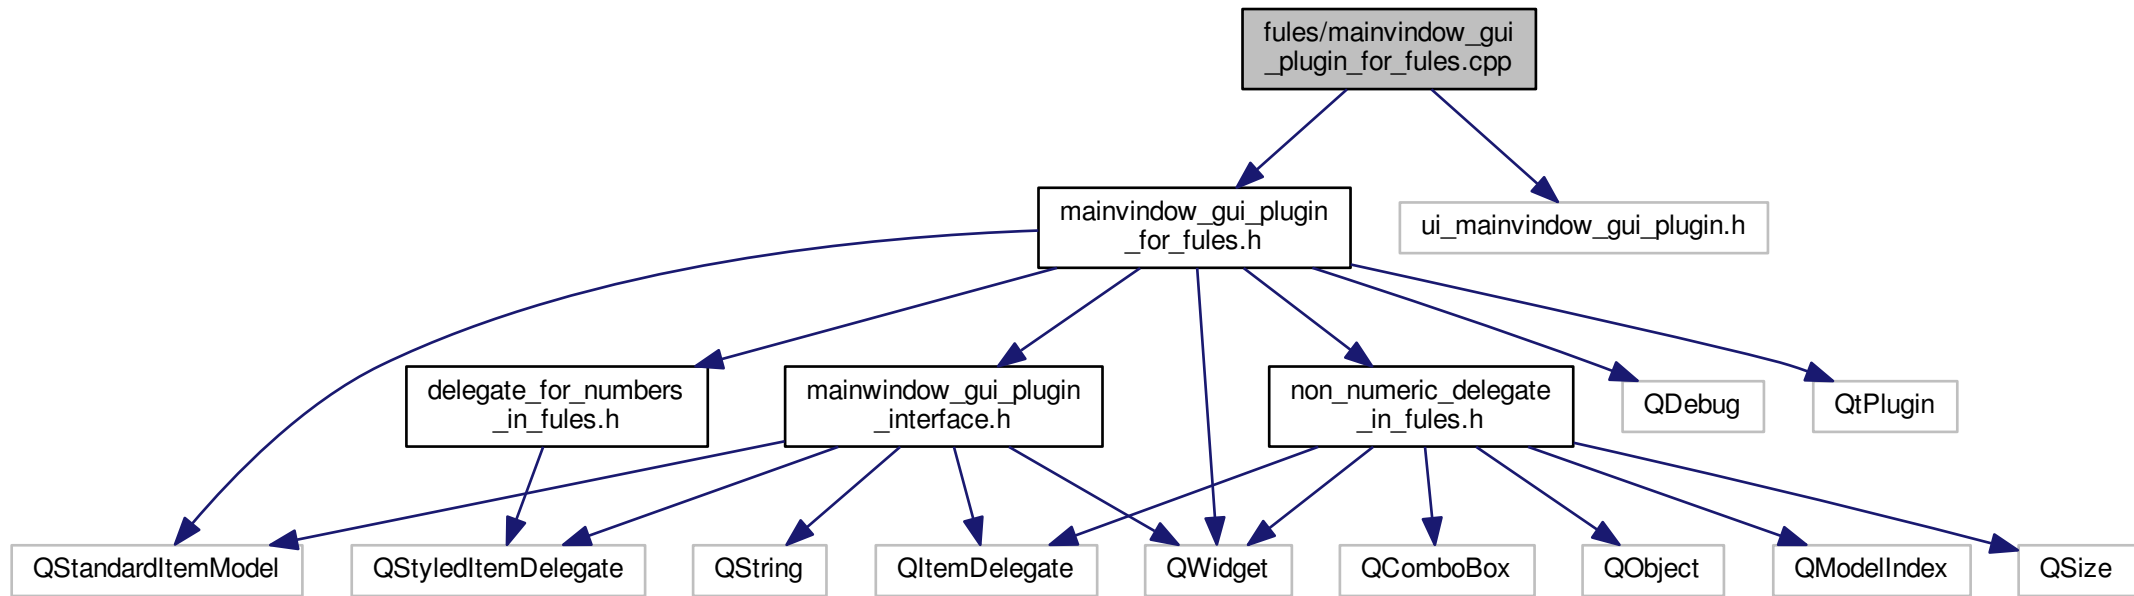 fules/mainvindow_gui
_plugin_for_fules.cpp
mainvindow_gui_plugin
_for_fules.h
ui_mainvindow_gui_plugin.h
delegate_for_numbers
_in_fules.h
mainwindow_gui_plugin
_interface.h
non_numeric_delegate
_in_fules.h
QDebug
QtPlugin
QStandardItemModel
QStyledItemDelegate
QString
QItemDelegate
QWidget
QComboBox
QObject
QModelIndex
QSize